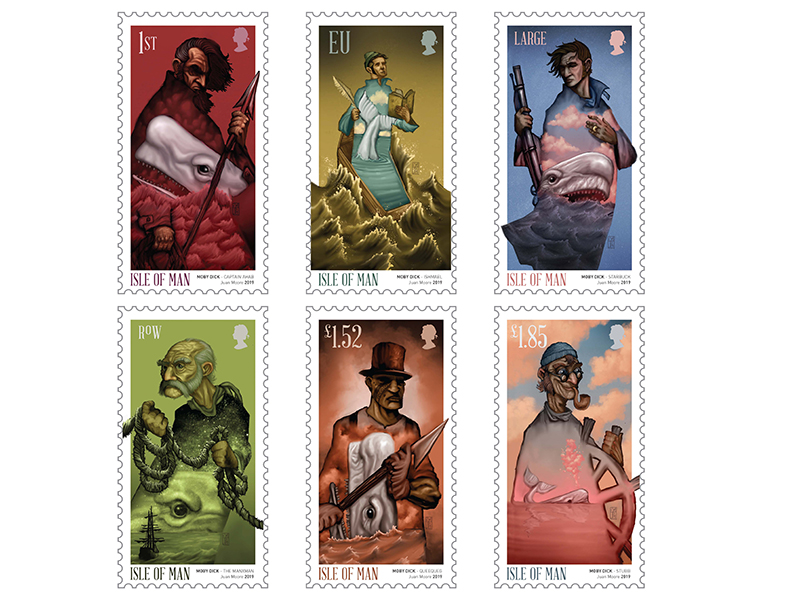 1ST
ISLE OF MAN
MOBY DICK - CAPTAIN AHAB
Juan Moore 2019
EU
ISLE OF MAN
MOBY DICK - ISHMAEL
Juan Moore 2019
LARGE
ISLE OF MAN
MOBY DICK - STARBUCK
Juan Moore 2019
RoW
ISLE OF MAN
MOBY DICK - THE MANXMAN
Juan Moore 2019
£1.52
ISLE OF MAN
MOBY DICK - QUEEQUEG
Juan Moore 2019
£1.85
ISLE OF MAN
MOBY DICK - STUBB
Juan Moore 2019